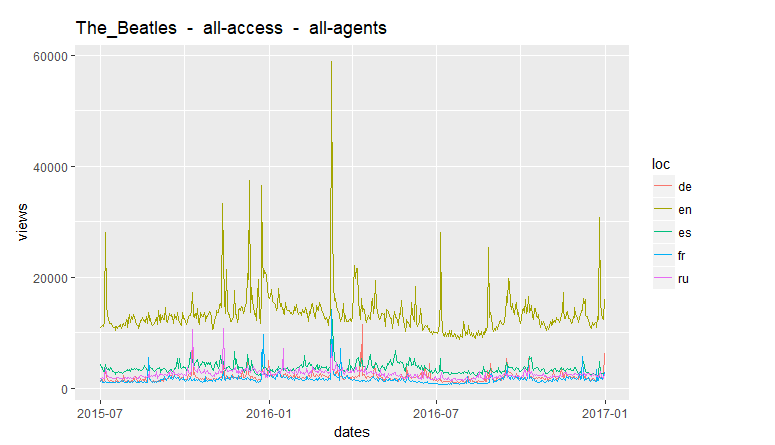 The_Beatles - all-access - all-agents
60000
40000
20000
0
views
2015-07
2016-01
2016-07
2017-01
dates
loc
de
en
es
fr
ru